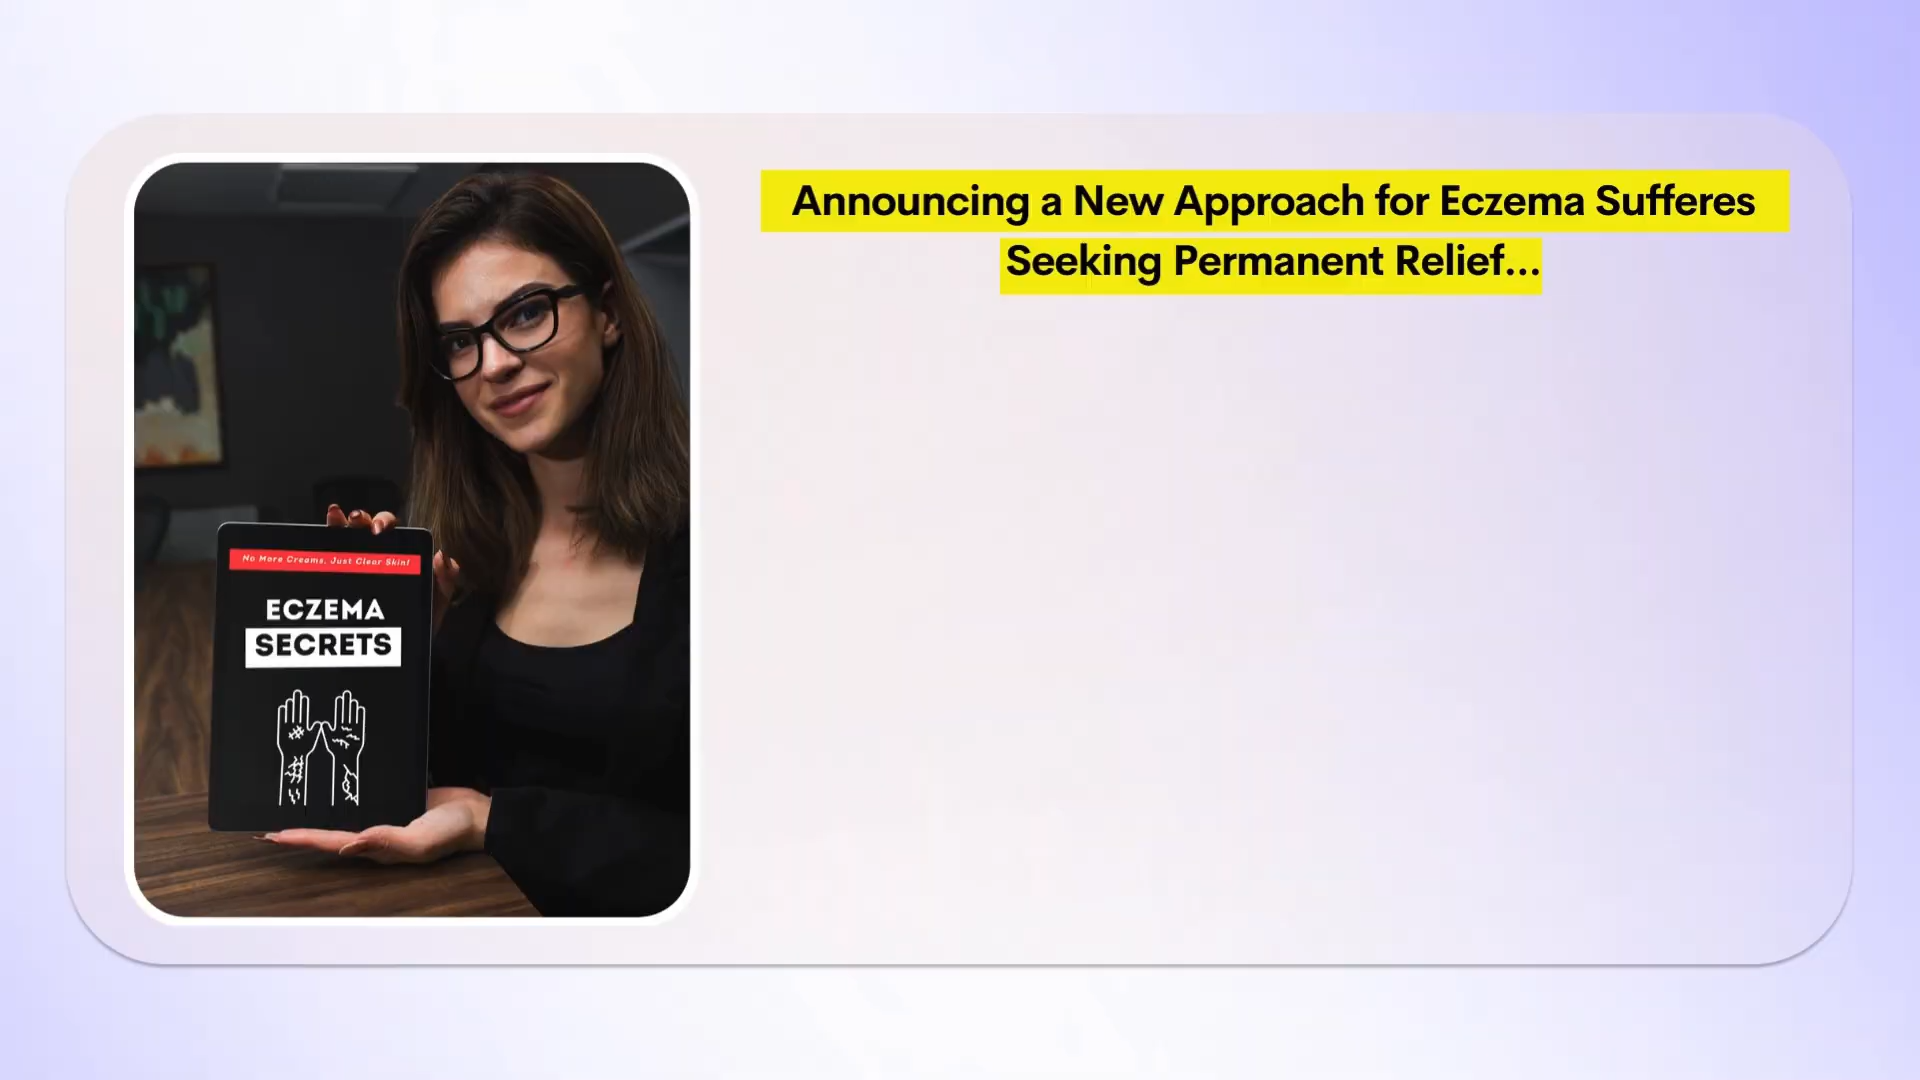 Announcing a New Approach for Eczema Sufferes
Seeking Permanent Relief...
No More Creams, Just Clear Skin!
ECZEMA
SECRETS